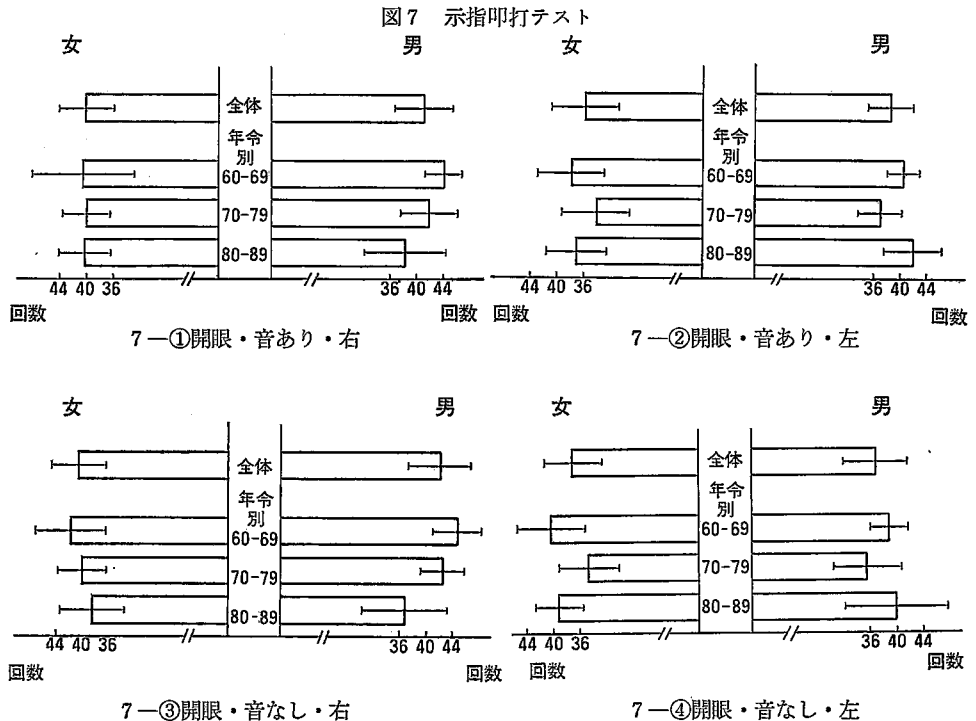 図7 示指叩打テスト
女 男
全体
年令
別
60-69
70-79
80-89
44 40 36 36 40 44
回数 回数
7―①開眼・音あり・右
女 男
全体
年令
別
60-69
70-79
80-89
44 40 36 36 40 44
回数 回数
7―②開眼・音あり・左
女 男
全体
年令
別
60-69
70-79
80-89
44 40 36 36 40 44
回数 回数
7―③開眼・音なし・右
女 男
全体
年令
別
60-69
70-79
80-89
44 40 36 36 40 44
回数 回数
7―④開眼・音なし・左